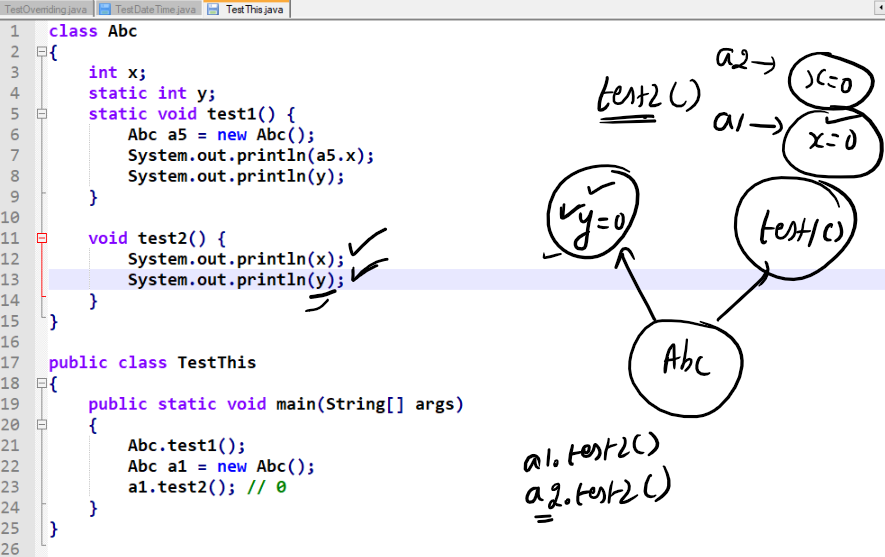 TestOverriding.java TestDateTime.java TestThis.java
1 class Abc
2 {
3 int x;
4 static int y;
5 static void test1() {
6 Abc a5 = new Abc();
7 System.out.println(a5.x);
8 System.out.println(y);
9 }
10
11 void test2() {
12 System.out.println(x);
13 System.out.println(y);
14 }
15 }
16
17 public class TestThis
18 {
19 public static void main(String[] args)
20 {
21 Abc.test1();
22 Abc a1 = new Abc();
23 a1.test2(); // 0
24 }
25 }
26
a2→ x=0
test2()
a1→ x=0
y=0
test1()
Abc
a1.test2()
a2.test2()